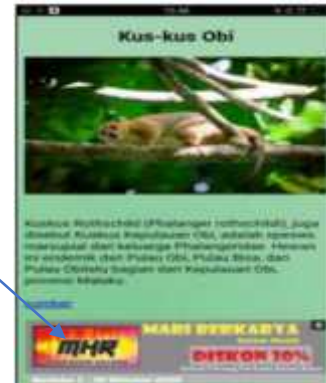 Kus-kus Obi
Kuskus Rothschild (Phalanger rothschildi), juga
disebut Kuskus Kepulauan Obi, adalah spesies
marsupial dari keluarga Phalangeridae. Hewan
ini endemik dari Pulau Obi, Pulau Bisa, dan
Pulau Obilatu bagian dari Kepulauan Obi,
provinsi Maluku.
sumber
MARI BERKARYA
MHR
DISKON 20%